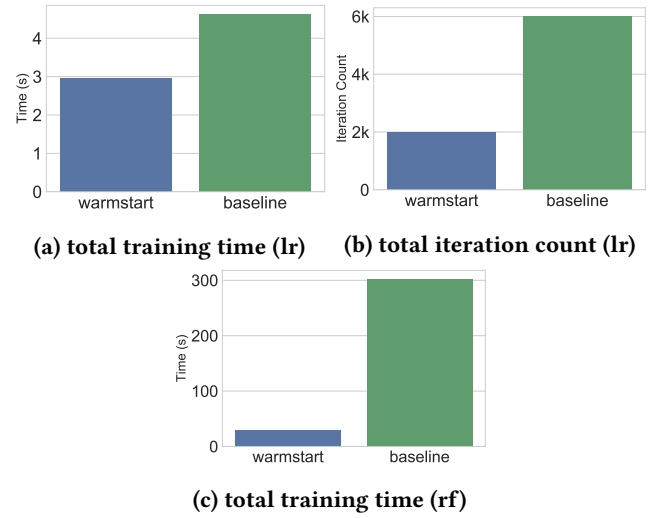 Time (s)
4
3
2
1
0
warmstart baseline
(a) total training time (lr)
Iteration Count
6k
4k
2k
0
warmstart baseline
(b) total iteration count (lr)
Time (s)
300
200
100
0
warmstart baseline
(c) total training time (rf)